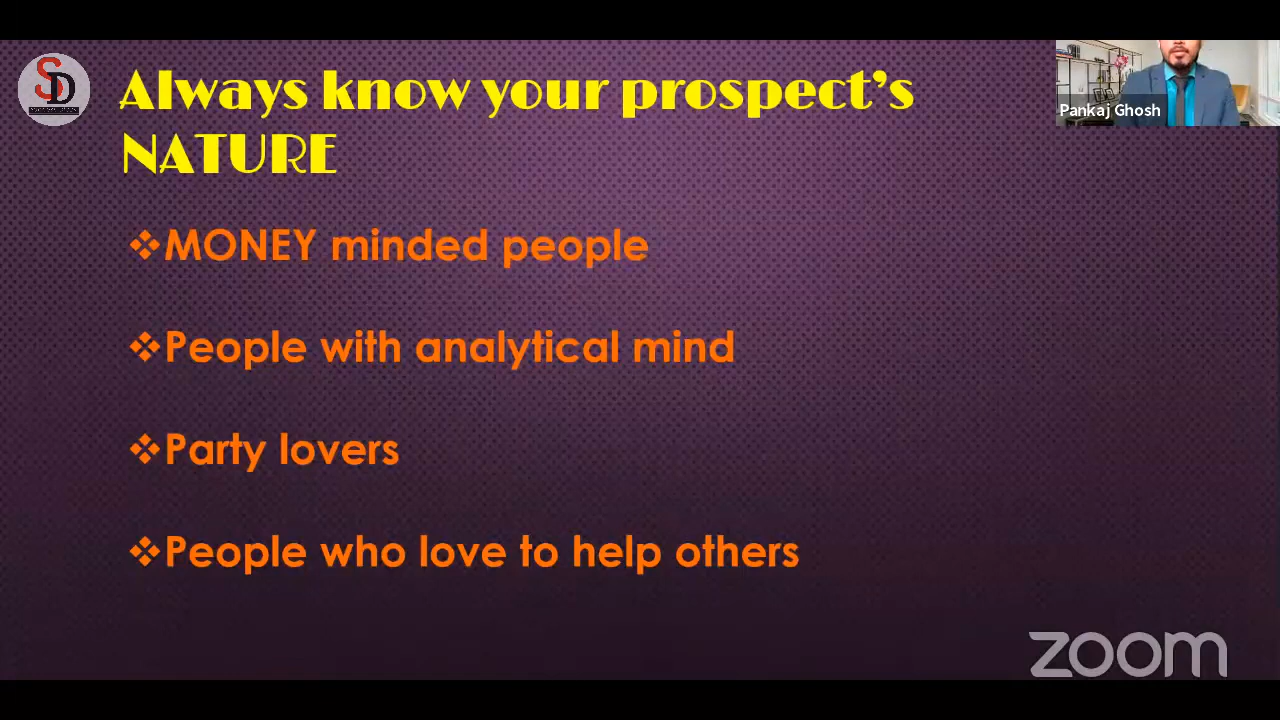 SD
Always know your prospect's
NATURE
Pankaj Ghosh
❖MONEY minded people
❖People with analytical mind
❖Party lovers
❖People who love to help others
zoom